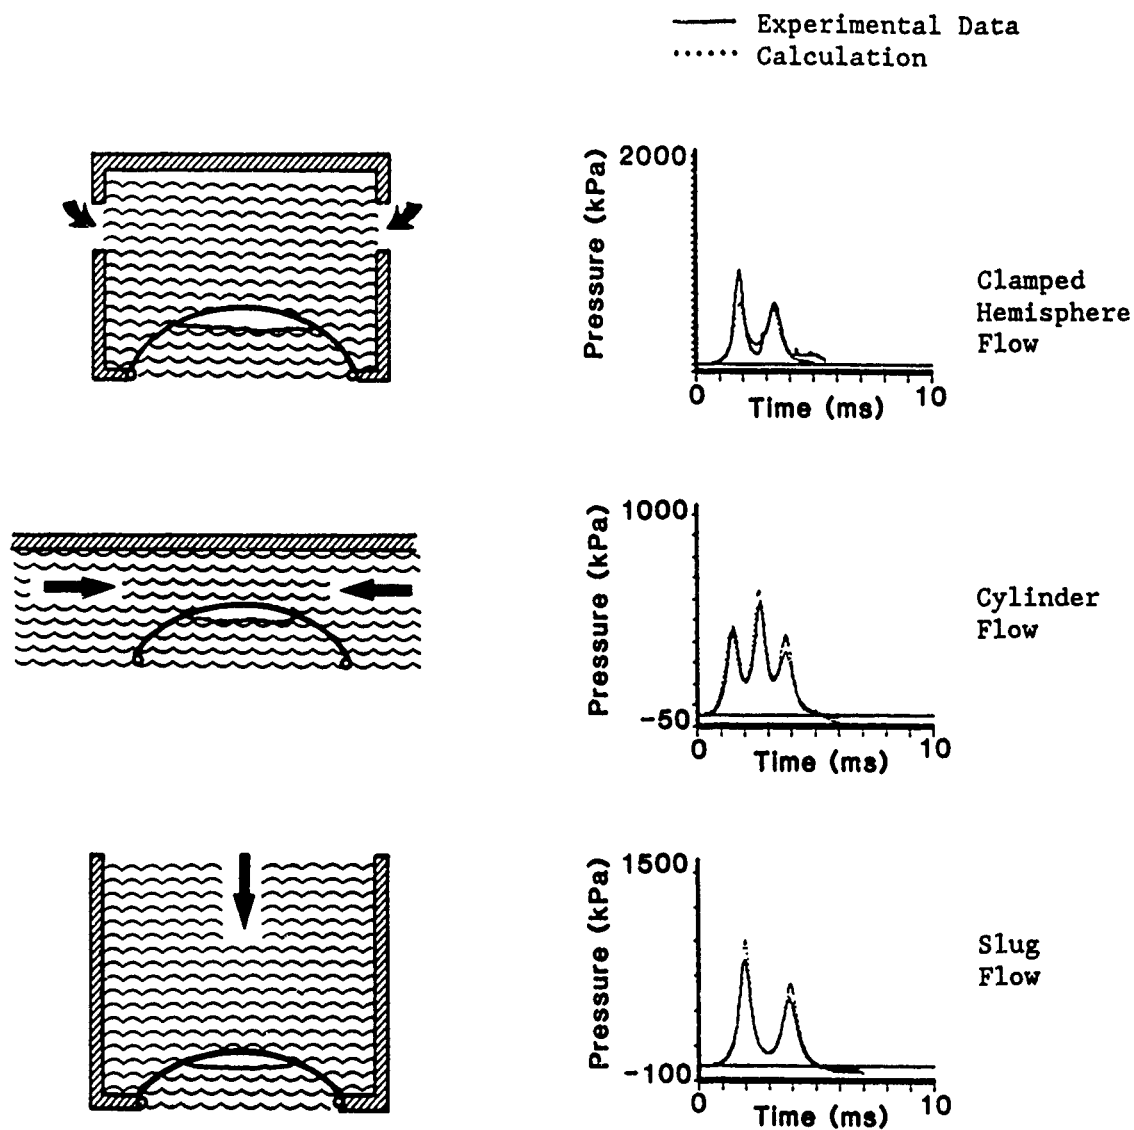 Experimental Data
Calculation
Pressure (kPa)
2000
0
10
Time (ms)
Clamped
Hemisphere
Flow
Pressure (kPa)
1000
-50
0
10
Time (ms)
Cylinder
Flow
Pressure (kPa)
1500
-100
0
10
Time (ms)
Slug
Flow